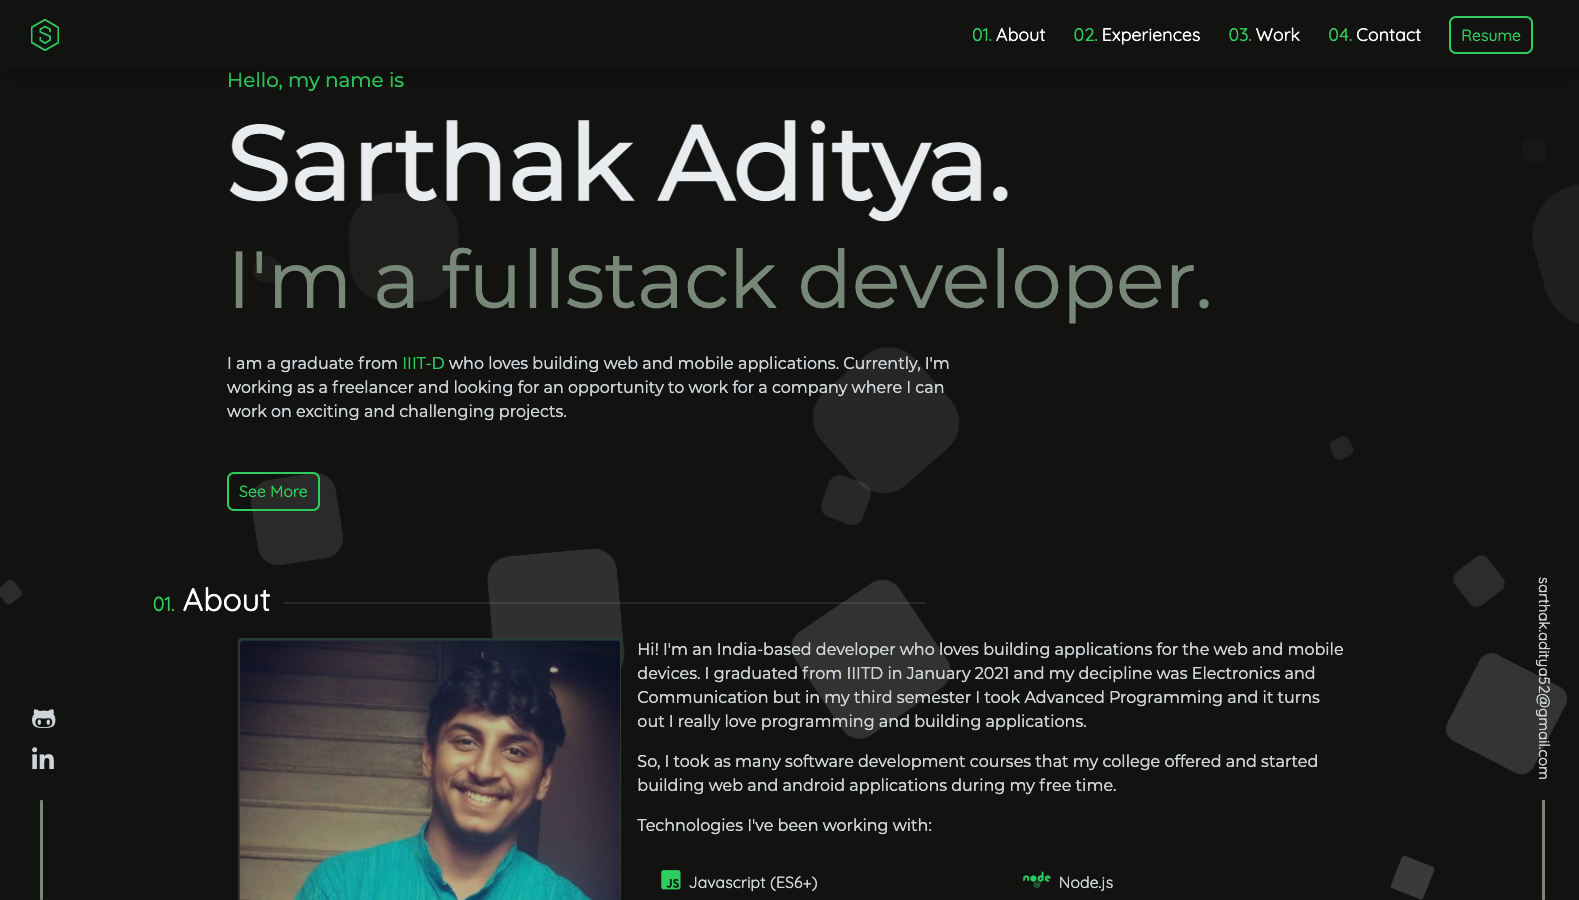 01. About 02. Experiences 03. Work 04. Contact Resume
Hello, my name is
Sarthak Aditya.
I'm a fullstack developer.
I am a graduate from IIIT-D who loves building web and mobile applications. Currently, I'm
working as a freelancer and looking for an opportunity to work for a company where I can
work on exciting and challenging projects.
See More
01. About
Hi! I'm an India-based developer who loves building applications for the web and mobile
devices. I graduated from IIITD in January 2021 and my decipline was Electronics and
Communication but in my third semester I took Advanced Programming and it turns
out I really love programming and building applications.
So, I took as many software development courses that my college offered and started
building web and android applications during my free time.
Technologies I've been working with:
JS Javascript (ES6+)
node Node.js
in
sarthak.aditya52@gmail.com